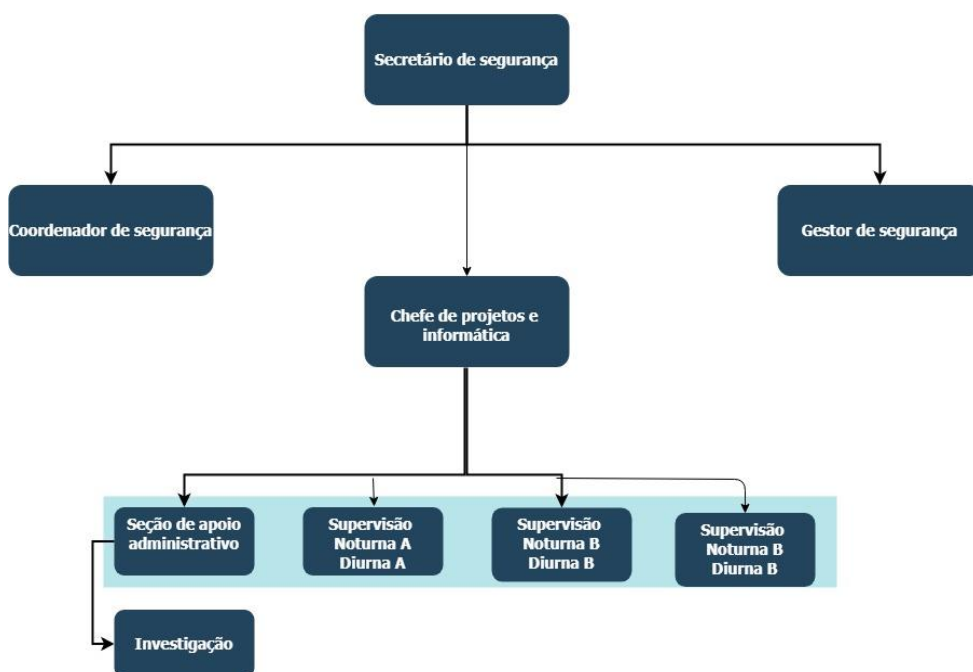 Secretário de segurança
Coordenador de segurança
Gestor de segurança
Chefe de projetos e
informática
Seção de apoio
administrativo
Supervisão
Noturna A
Diurna A
Supervisão
Noturna B
Diurna B
Supervisão
Noturna B
Diurna B
Investigação